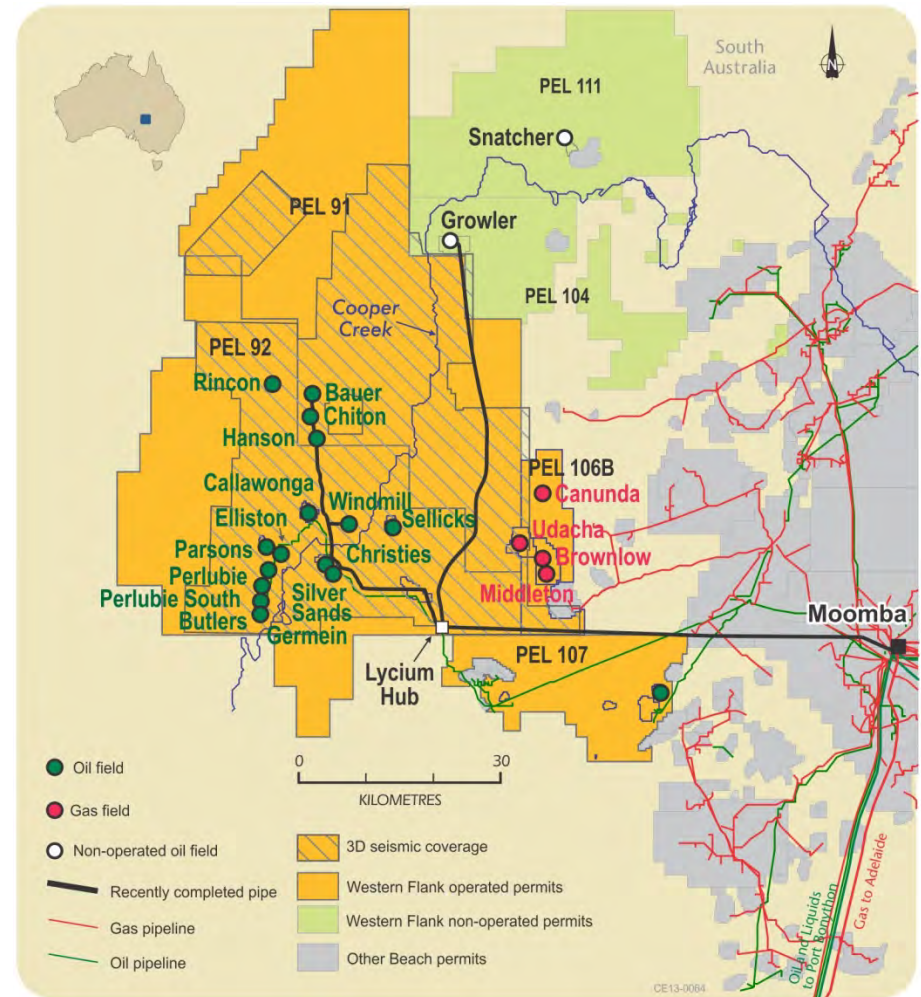 South
Australia
N
PEL 111
Snatcher
PEL 91
Growler
PEL 104
Cooper
Creek
PEL 92
Rincon
Bauer
Chiton
Hanson
PEL 106B
Canunda
Callawonga
Windmill
Elliston
Sellicks
Udacha
Parsons
Christies
Brownlow
Perlubie
Middleton
Perlubie South
Silver
Sands
Butlers
Germein
Moomba
Lycium
Hub
PEL 107
0
30
KILOMETRES
Oil field
Gas field
Non-operated oil field
Recently completed pipe
Gas pipeline
Oil pipeline
3D seismic coverage
Western Flank operated permits
Western Flank non-operated permits
Other Beach permits
Oil and Liquids
to Port Bonython
Gas to Adelaide
CE13-0064